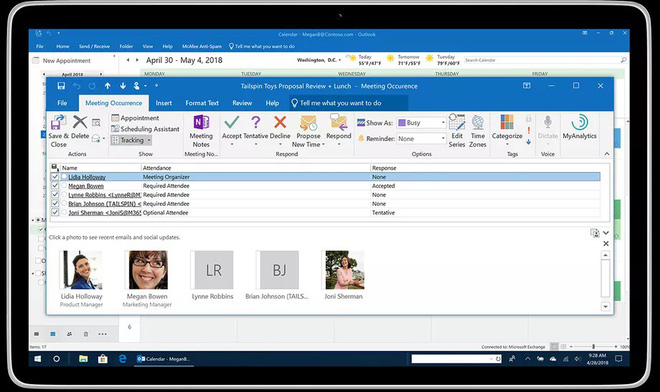 Calendar - MeganB@Contoso.com - Outlook
File Home Send / Receive Folder View Help McAfee Anti-Spam Tell me what you want to do
New Appointment
April 30 - May 4, 2018
Washington, D.C.
Today
55°F/47°F
Tomorrow
71°F/55°F
Tuesday
79°F/60°F
Search Calendar
April 2018
MONDAY
Tailspin Toys Proposal Review + Lunch - Meeting Occurrence
File Meeting Occurrence Insert Format Text Review Help Tell me what you want to do
Save & Close
Delete
Actions
Appointment
Scheduling Assistant
Tracking
Show
Meeting Notes
Meeting No...
Accept
Tentative
Decline
Propose New Time
Respond
Respond
Show As: Busy
Reminder: None
Options
Edit Series
Time Zones
Categorize
Tags
Dictate
Voice
MyAnalytics
Name Attendance Response
Lidia Holloway Meeting Organizer None
Megan Bowen Required Attendee Accepted
Lynne Robbins <LynneR@M Required Attendee None
Brian Johnson (TAILSPIN) < Required Attendee None
Joni Sherman <JoniS@M365 Optional Attendee Tentative
Click a photo to see recent emails and social updates.
LR
BJ
Lidia Holloway
Product Manager
Megan Bowen
Marketing Manager
Lynne Robbins
Brian Johnson (TAILS...
Joni Sherman
6
Items: 17
Connected to: Microsoft Exchange
100%
Calendar - MeganB...
9:28 AM
4/28/2018